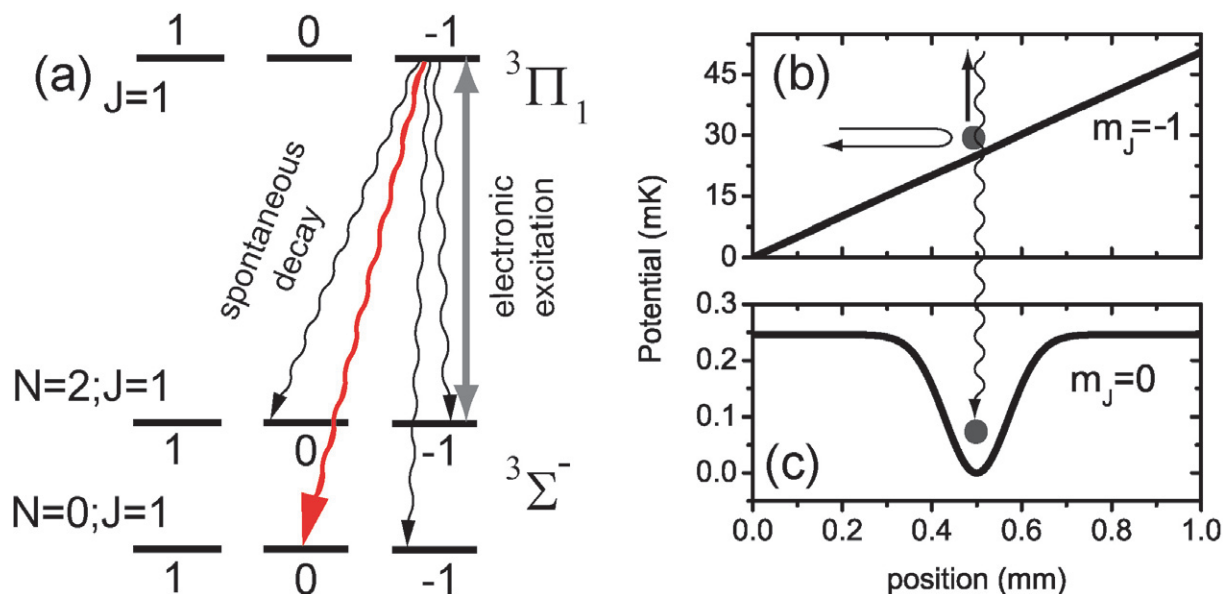 (a)
1 0 -1
J=1
³Π₁
spontaneous
decay
electronic
excitation
N=2;J=1
1 0 -1
³Σ⁻
N=0;J=1
1 0 -1
(b)
45
30
15
0
m_J=-1
Potential (mK)
0.3
0.2
0.1
0.0
m_J=0
(c)
0.0 0.2 0.4 0.6 0.8 1.0
position (mm)